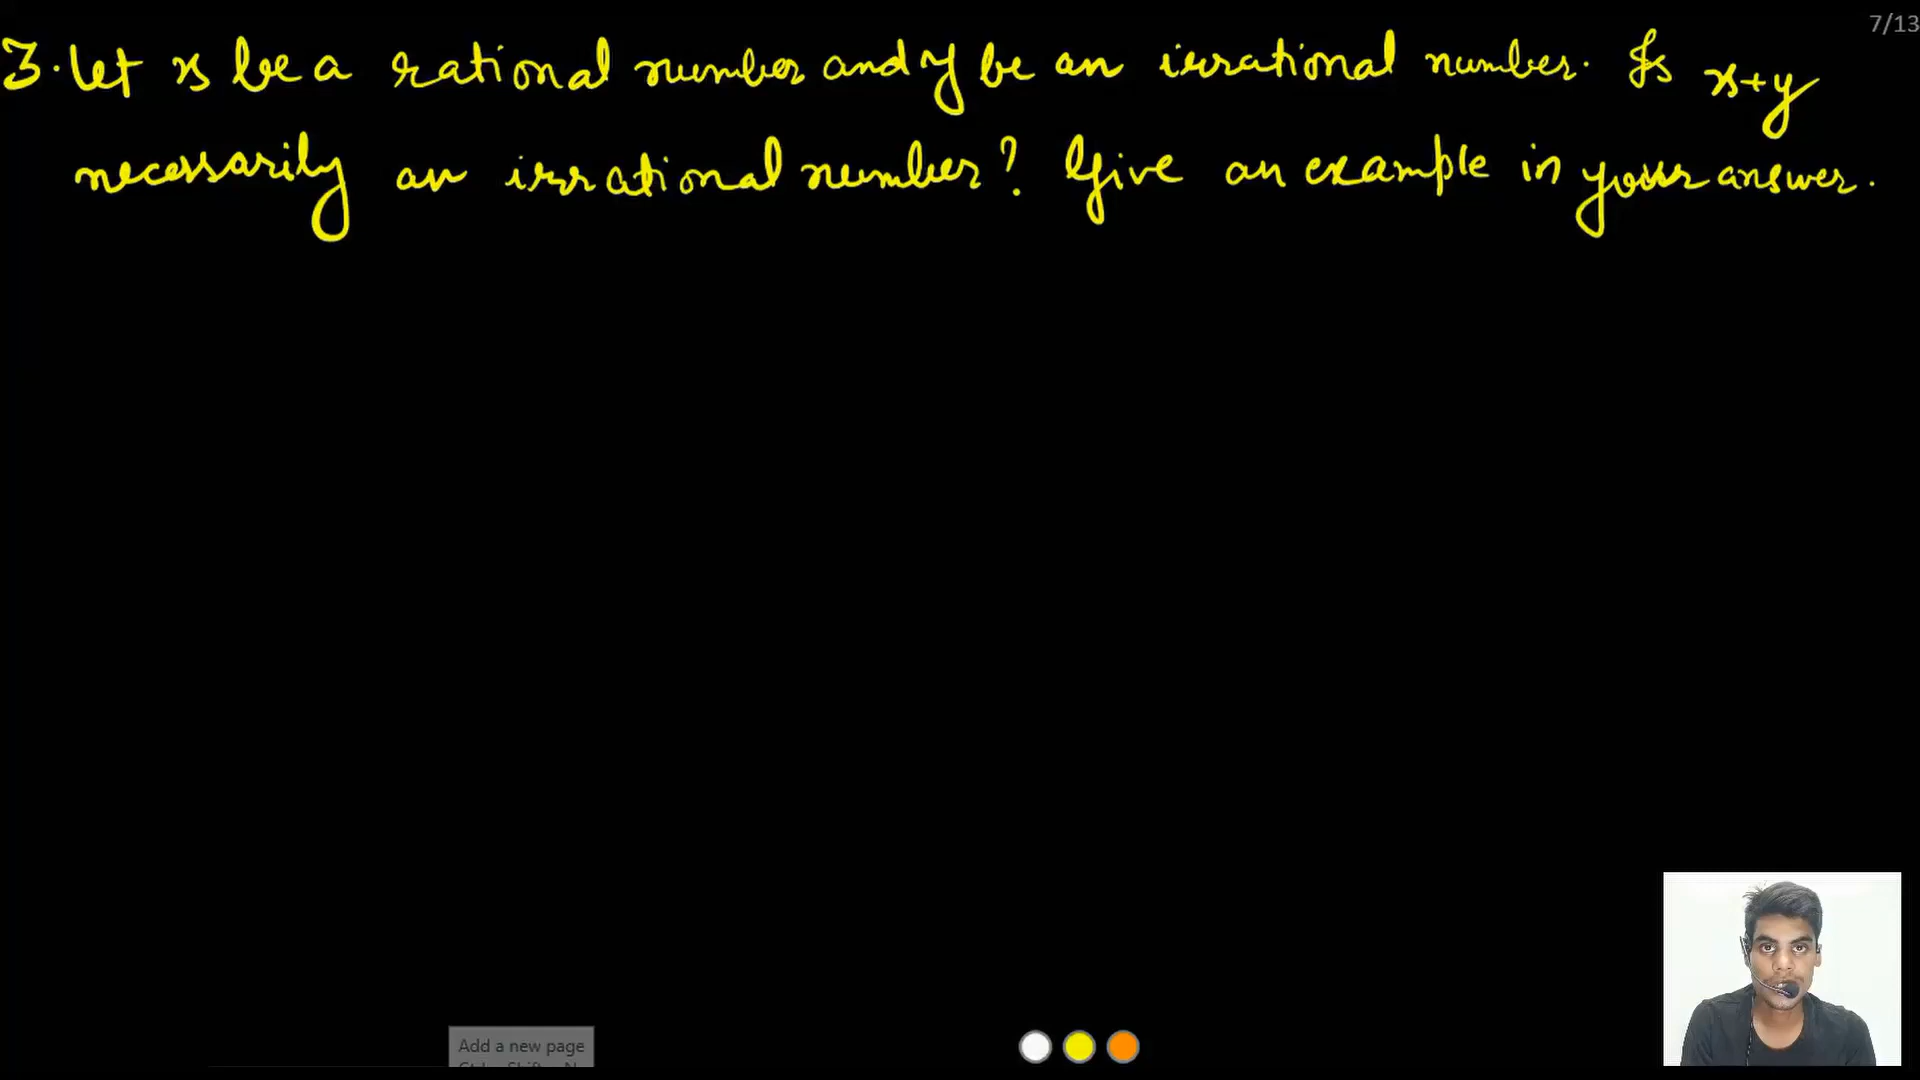 7/13
3. Let x be a rational number and y be an irrational number. Is x+y
necessarily an irrational number? Give an example in your answer.
Add a new page